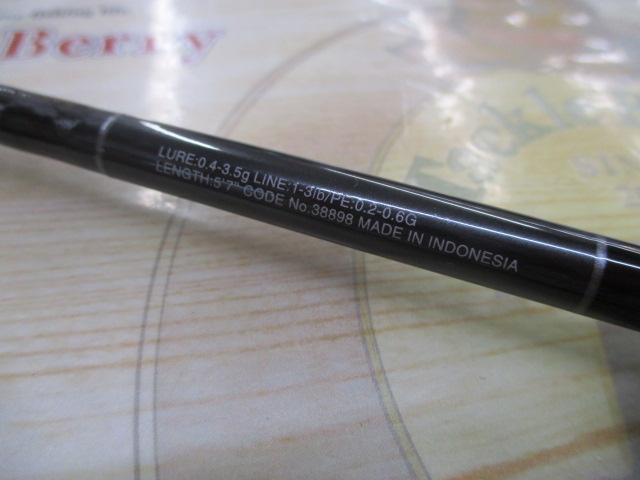 Berry
Tackle
LURE:0.4-3.5g LINE:1-3lb/PE:0.2-0.6G
LENGTH:5'7" CODE No.38898 MADE IN INDONESIA